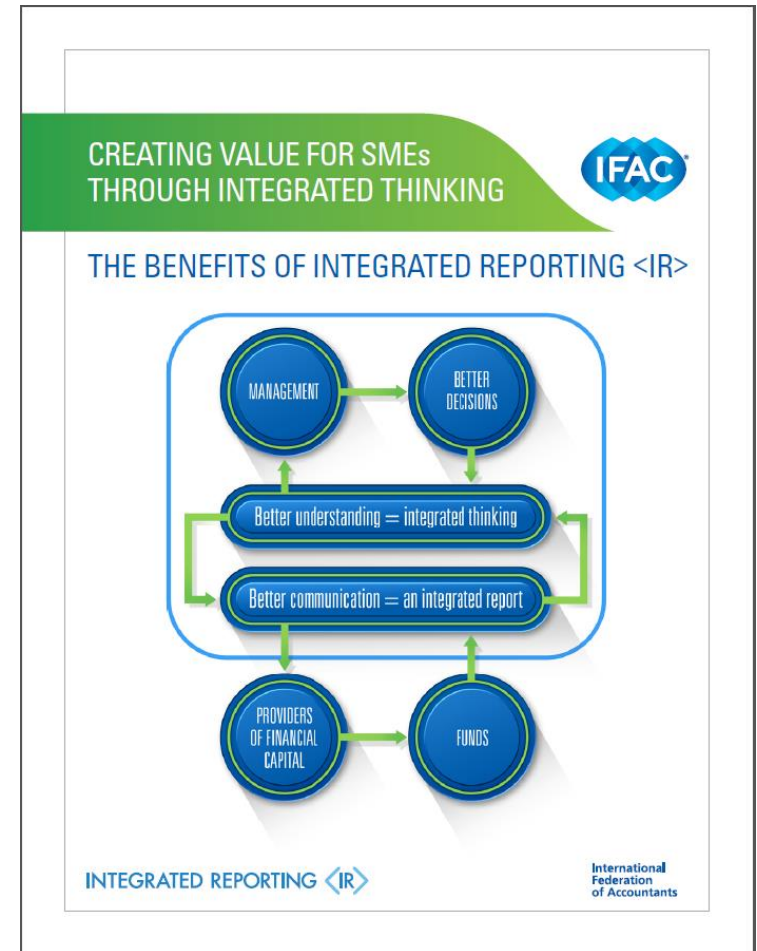 CREATING VALUE FOR SMEs
THROUGH INTEGRATED THINKING
IFAC®
THE BENEFITS OF INTEGRATED REPORTING <IR>
MANAGEMENT
BETTER
DECISIONS
Better understanding = integrated thinking
Better communication = an integrated report
PROVIDERS
OF FINANCIAL
CAPITAL
FUNDS
INTEGRATED REPORTING <IR>
International
Federation
of Accountants